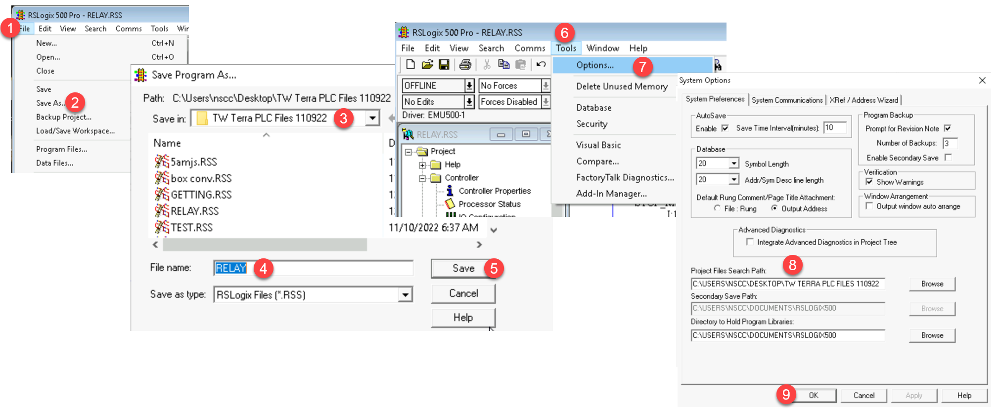 RSLogix 500 Pro - RELAY.RSS
1
File Edit View Search Comms Tools Win
New... Ctrl+N
Open... Ctrl+O
Close
Save
Save As... 2
Backup Project...
Load/Save Workspace...
Program Files...
Data Files...
Save Program As...
Path: C:\Users\nscc\Desktop\TW Terra PLC Files 110922
Save in: TW Terra PLC Files 110922 3
Name
5amjs.RSS
box conv.RSS
GETTING.RSS
RELAY.RSS
TEST.RSS 11/10/2022 6:37 AM
File name: RELAY 4 Save 5
Save as type: RSLogix Files (*.RSS) Cancel
Help
RSLogix 500 Pro - RELAY.RSS 6
File Edit View Search Comms Tools Window Help
OFFLINE No Forces
No Edits Forces Disabled
Driver: EMU500-1
RELAY.RSS
Project
Help
Controller
Controller Properties
Processor Status
IO Configuration
Options... 7
Delete Unused Memory
Database
Security
Visual Basic
Compare...
FactoryTalk Diagnostics...
Add-In Manager...
I:1
System Options
System Preferences System Communications XRef / Address Wizard
AutoSave
Enable Save Time Interval(minutes): 10
Database
20 Symbol Length
20 Addr/Sym Desc line length
Default Rung Comment/Page Title Attachment:
File : Rung Output Address
Program Backup
Prompt for Revision Note
Number of Backups: 3
Enable Secondary Save
Verification
Show Warnings
Window Arrangement
Output window auto arrange
Advanced Diagnostics
Integrate Advanced Diagnostics in Project Tree
8
Project Files Search Path:
C:\USERS\NSCC\DESKTOP\TW TERRA PLC FILES 110922 Browse
Secondary Save Path:
C:\USERS\NSCC\DOCUMENTS\RSLOGIX500 Browse
Directory to Hold Program Libraries:
C:\USERS\NSCC\DOCUMENTS\RSLOGIX500 Browse
9 OK Cancel Apply Help